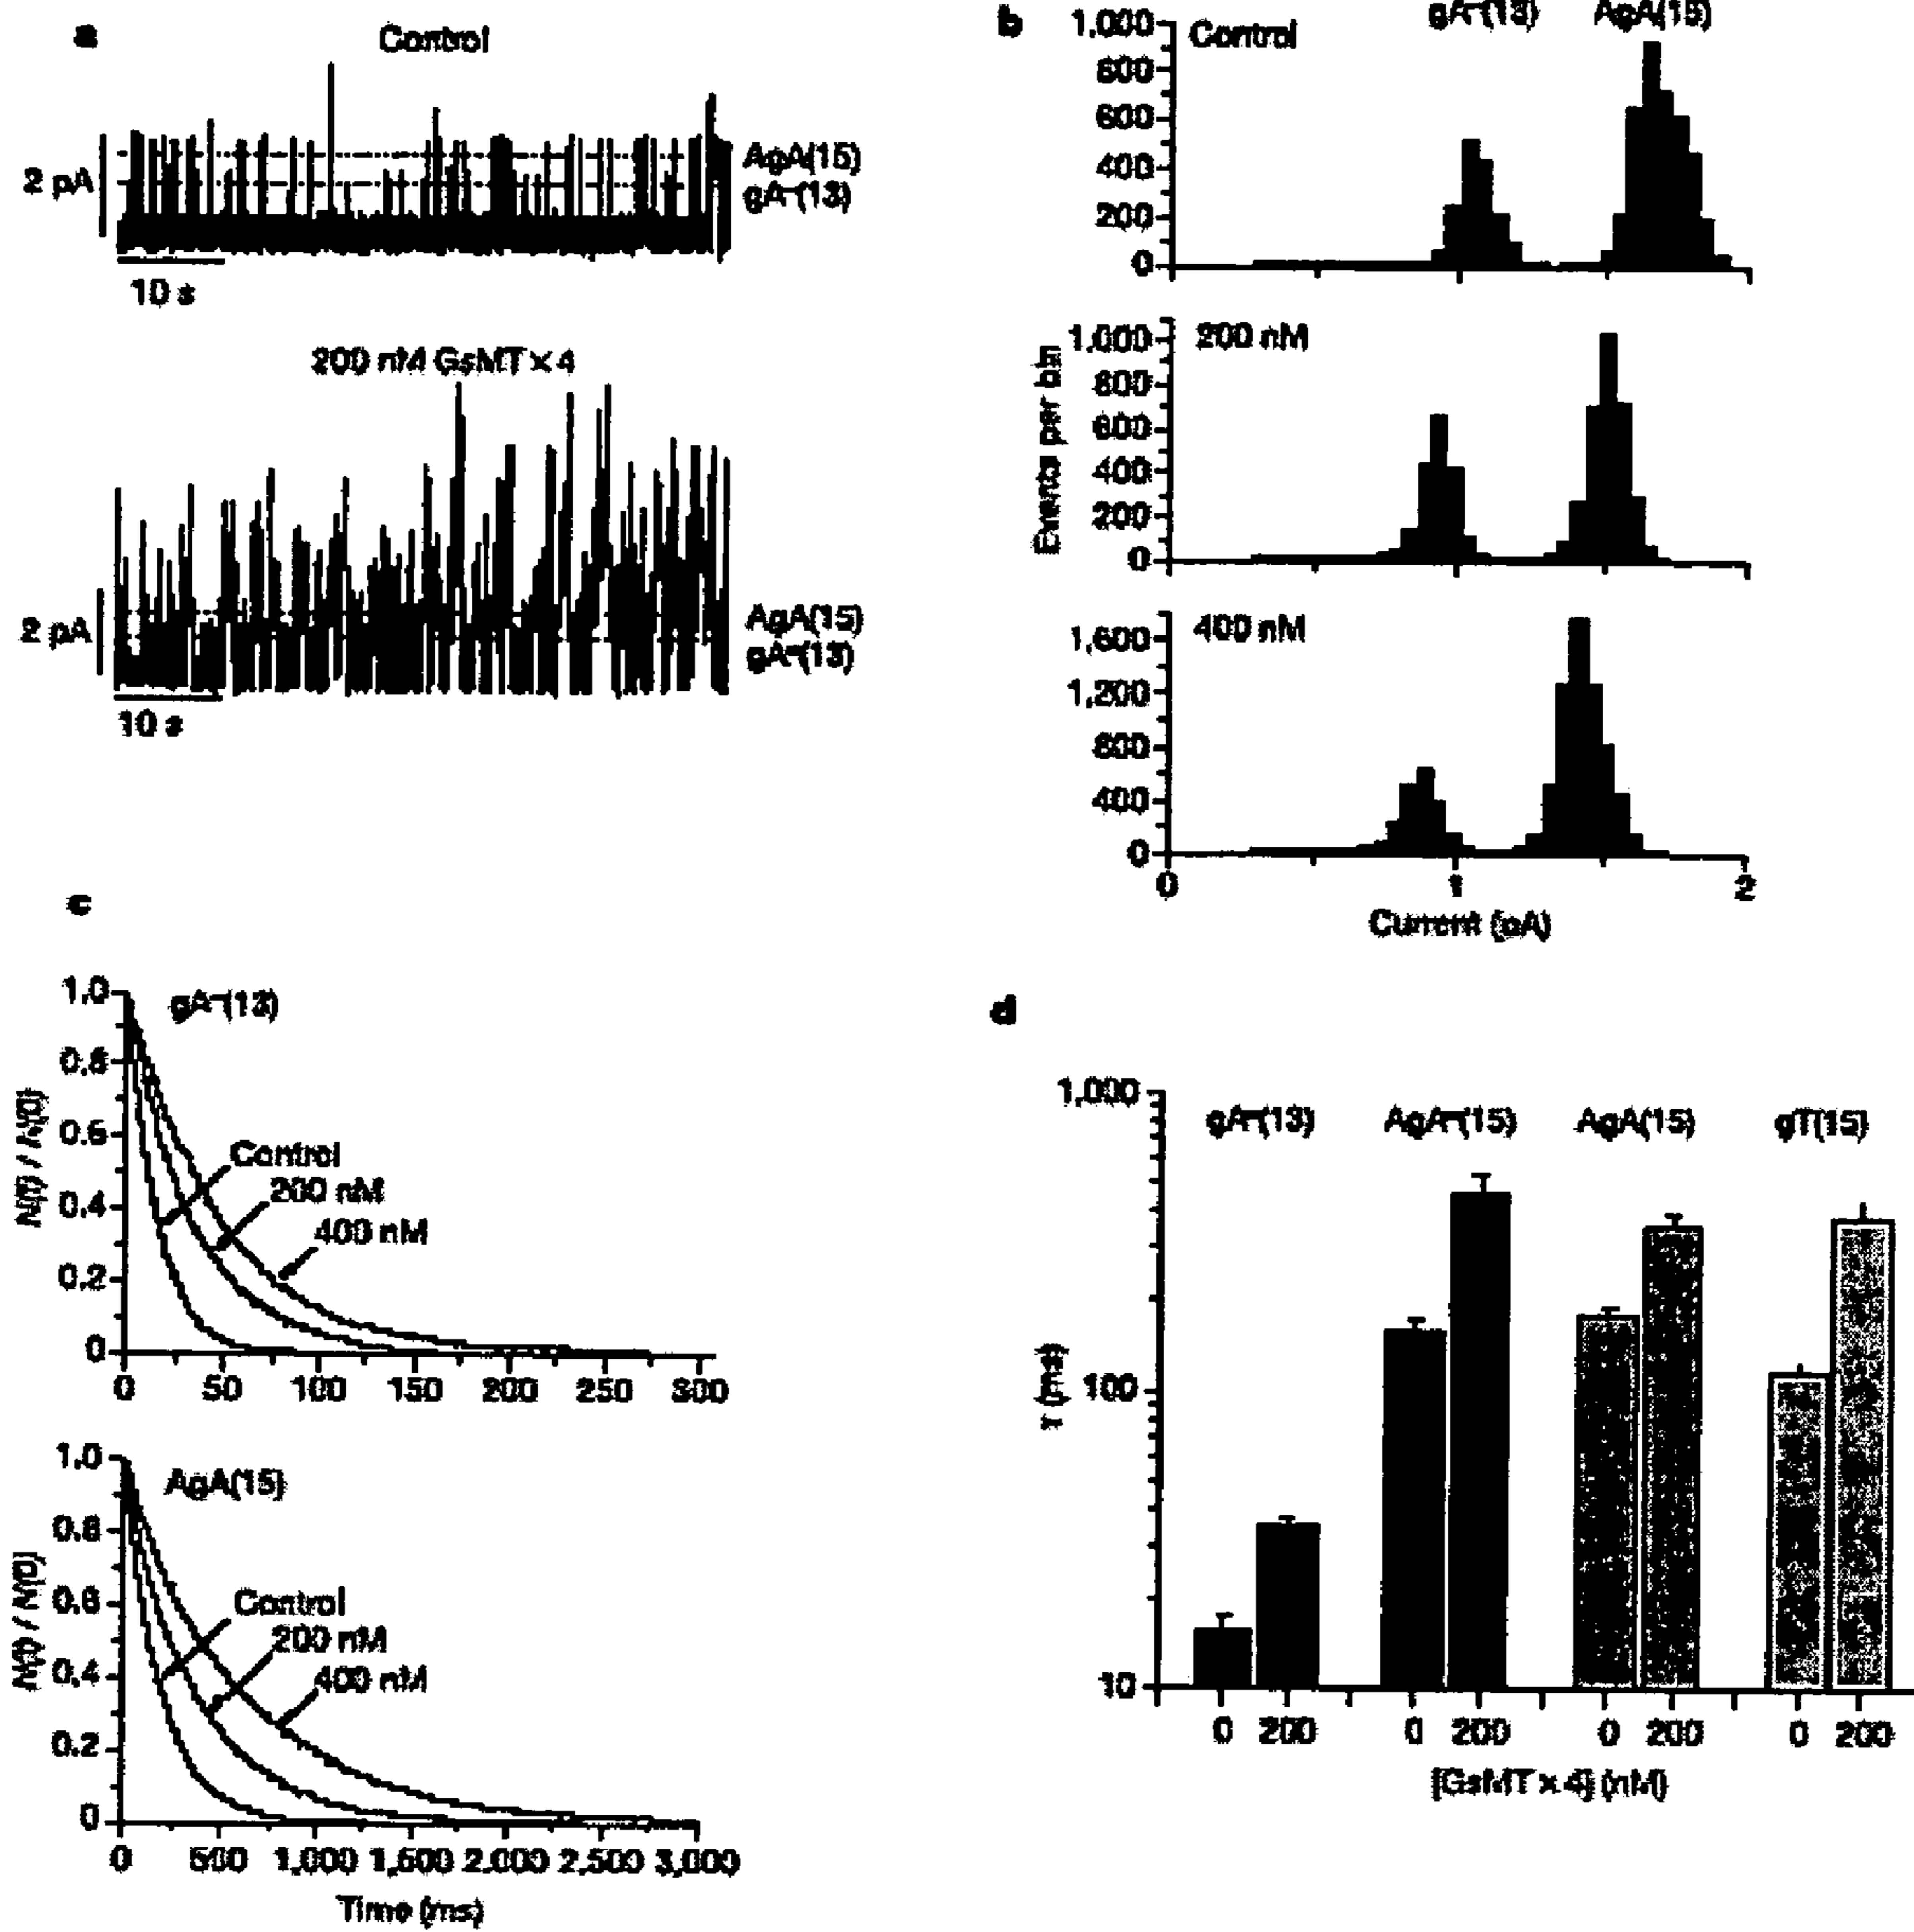 a
Control
2 pA
AgA(15)
gA⁻(13)
10 s
200 nM GsMT×4
2 pA
AgA(15)
gA⁻(13)
10 s
b
gA⁻(13) AgA(15)
Control
1,000
800
600
400
200
0
200 nM
1,000
800
600
400
200
0
Events per bin
400 nM
1,600
1,200
800
400
0
0 1 2
Current (pA)
c
gA⁻(13)
1.0
0.8
0.6
0.4
0.2
0
N(t) / N(0)
Control
200 nM
400 nM
0 50 100 150 200 250 300
AgA(15)
1.0
0.8
0.6
0.4
0.2
0
N(t) / N(0)
Control
200 nM
400 nM
0 500 1,000 1,500 2,000 2,500 3,000
Time (ms)
d
1,000
100
10
τ (ms)
gA⁻(13) AgA⁻(15) AgA(15) gT(15)
0 200 0 200 0 200 0 200
[GsMT×4] (nM)